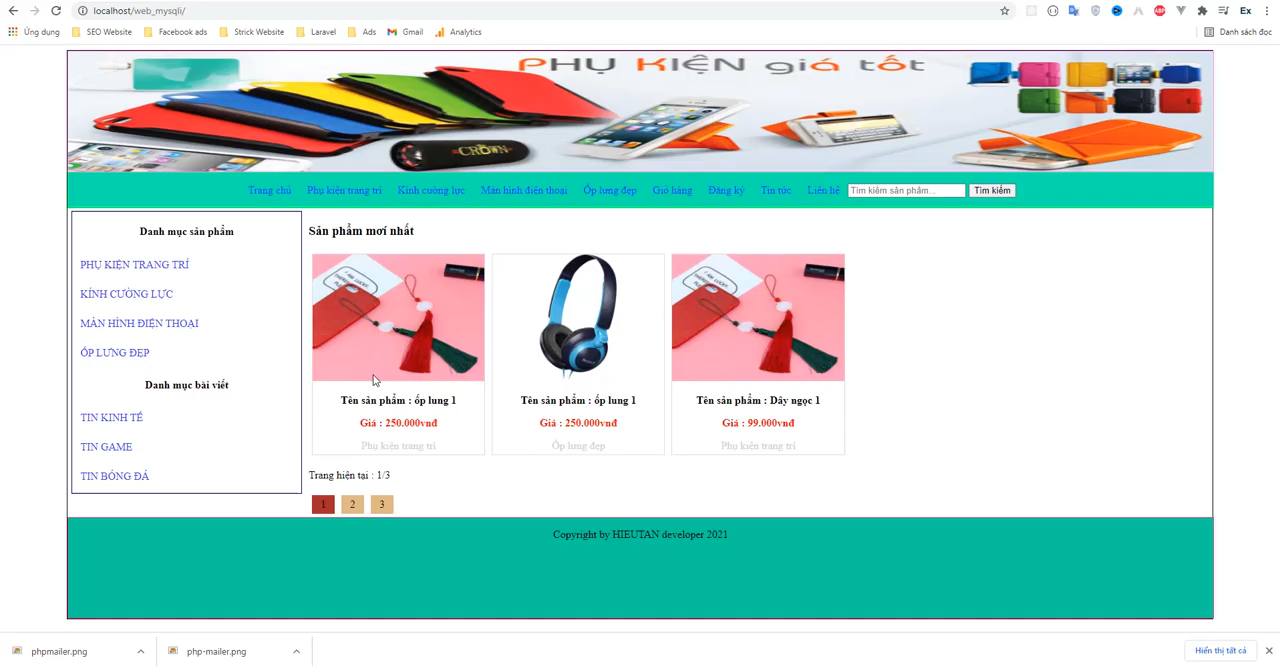 localhost/web_mysqli/
Ex
Ứng dụng SEO Website Facebook ads Strick Website Laravel Ads Gmail Analytics Danh sách đọc
PHỤ KIỆN giá tốt
CROWN
Trang chủ Phụ kiện trang trí Kính cường lực Màn hình điện thoại Ốp lưng đẹp Giỏ hàng Đăng ký Tin tức Liên hệ Tìm kiếm sản phẩm... Tìm kiếm
Danh mục sản phẩm
PHỤ KIỆN TRANG TRÍ
KÍNH CƯỜNG LỰC
MÀN HÌNH ĐIỆN THOẠI
ỐP LƯNG ĐẸP
Danh mục bài viết
TIN KINH TẾ
TIN GAME
TIN BÓNG ĐÁ
Sản phẩm mới nhất
Tên sản phẩm : ốp lung 1
Giá : 250.000vnđ
Phụ kiện trang trí
Tên sản phẩm : ốp lung 1
Giá : 250.000vnđ
Ốp lưng đẹp
Tên sản phẩm : Dây ngọc 1
Giá : 99.000vnđ
Phụ kiện trang trí
Trang hiện tại : 1/3
1 2 3
Copyright by HIEUTAN developer 2021
phpmailer.png php-mailer.png Hiển thị tất cả